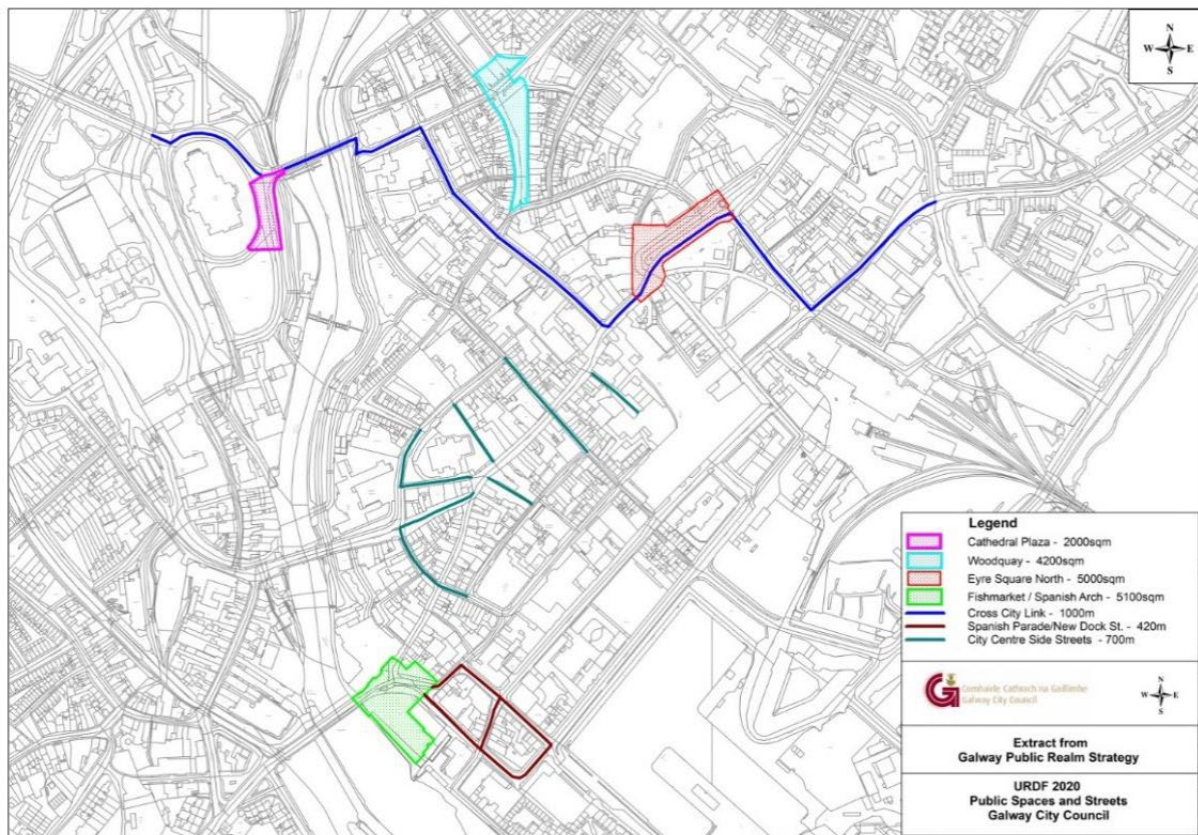 N
W E
S
Legend
Cathedral Plaza - 2000sqm
Woodquay - 4200sqm
Eyre Square North - 5000sqm
Fishmarket / Spanish Arch - 5100sqm
Cross City Link - 1000m
Spanish Parade/New Dock St. - 420m
City Centre Side Streets - 700m
Comhairle Cathrach na Gaillimhe
Galway City Council
N
W E
S
Extract from
Galway Public Realm Strategy
URDF 2020
Public Spaces and Streets
Galway City Council